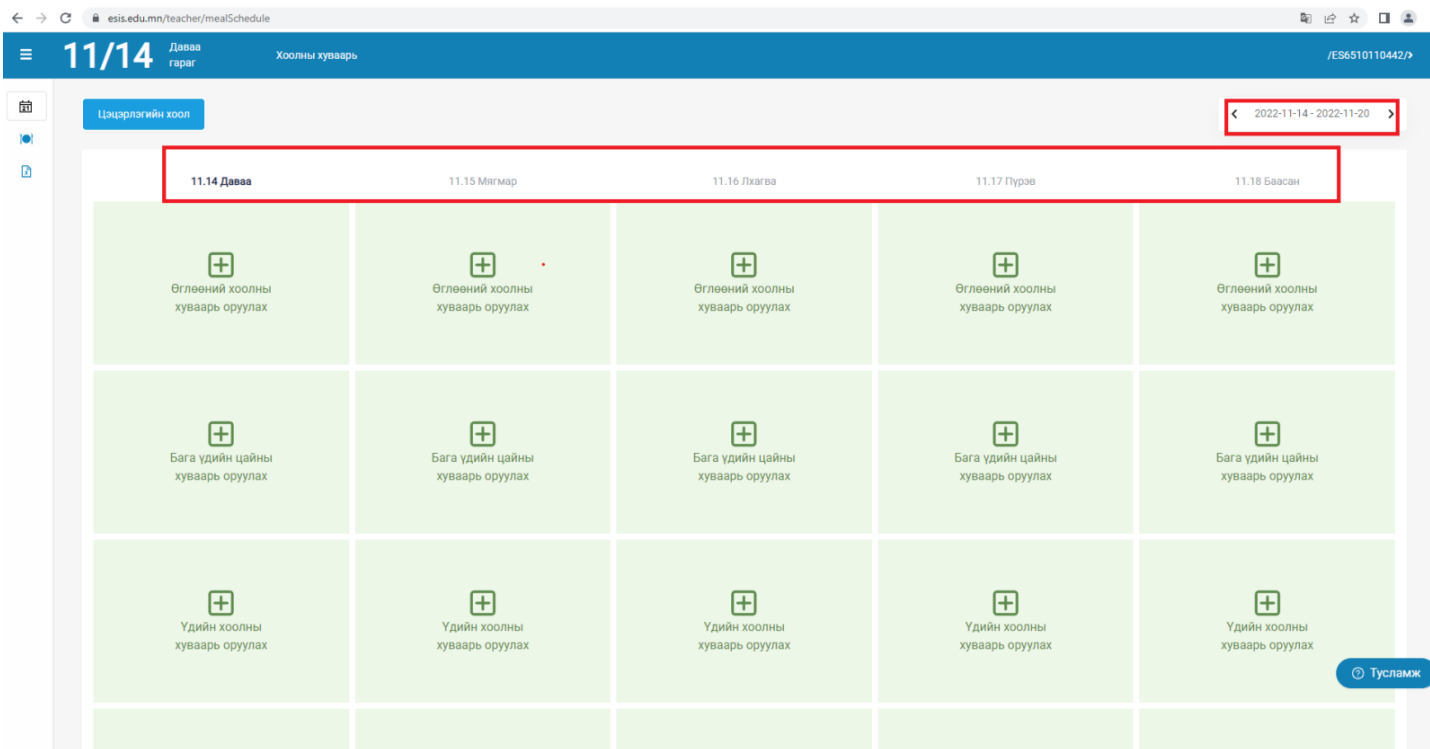 esis.edu.mn/teacher/mealSchedule
11/14
Даваа
гараг
Хоолны хуваарь
/ES6510110442/
Цэцэрлэгийн хоол
2022-11-14 - 2022-11-20
11.14 Даваа
11.15 Мягмар
11.16 Лхагва
11.17 Пүрэв
11.18 Баасан
Өглөөний хоолны
хуваарь оруулах
Өглөөний хоолны
хуваарь оруулах
Өглөөний хоолны
хуваарь оруулах
Өглөөний хоолны
хуваарь оруулах
Өглөөний хоолны
хуваарь оруулах
Бага үдийн цайны
хуваарь оруулах
Бага үдийн цайны
хуваарь оруулах
Бага үдийн цайны
хуваарь оруулах
Бага үдийн цайны
хуваарь оруулах
Бага үдийн цайны
хуваарь оруулах
Үдийн хоолны
хуваарь оруулах
Үдийн хоолны
хуваарь оруулах
Үдийн хоолны
хуваарь оруулах
Үдийн хоолны
хуваарь оруулах
Үдийн хоолны
хуваарь оруулах
Тусламж